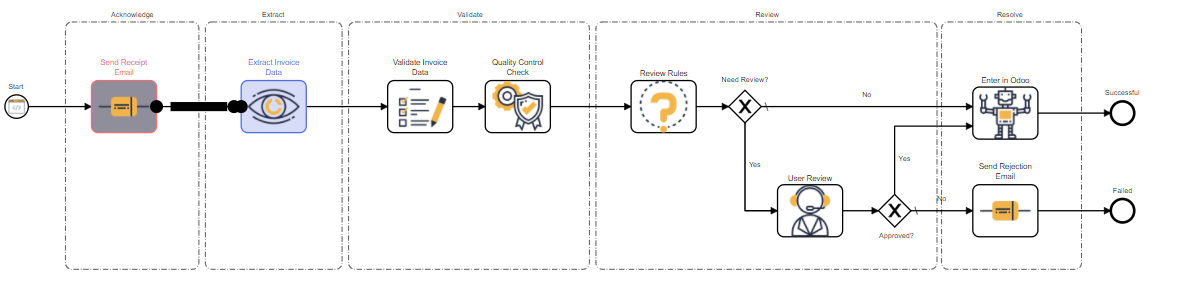 Acknowledge
Extract
Validate
Review
Resolve
Start
Send Receipt
Email
Extract Invoice
Data
Validate Invoice
Data
Quality Control
Check
Review Rules
Need Review?
No
Enter in Odoo
Successful
Yes
User Review
Yes
Approved?
No
Send Rejection
Email
Failed